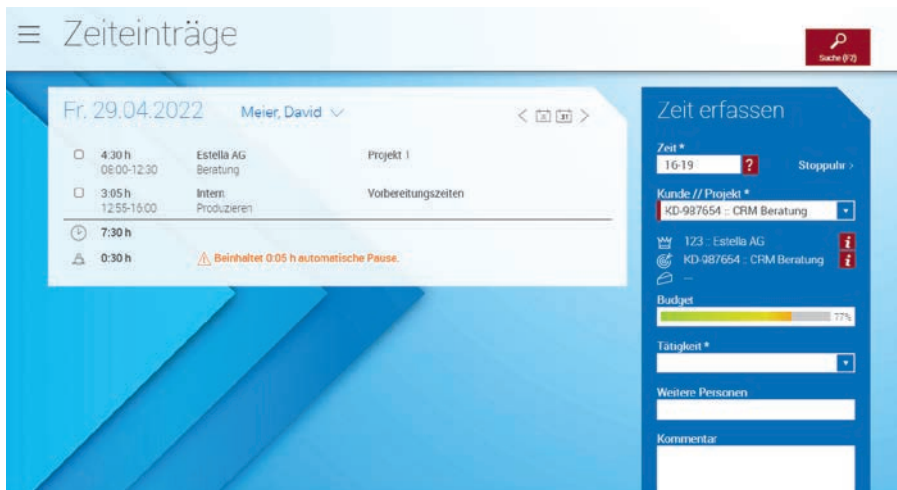 Zeiteinträge
Suche (F7)
Fr. 29.04.2022 Meier, David
31
4:30 h Estella AG Projekt 1
08:00-12:30 Beratung
3:05 h Intern Vorbereitungszeiten
12:55-16:00 Produzieren
7:30 h
0:30 h Beinhaltet 0:05 h automatische Pause.
Zeit erfassen
Zeit *
16-19 ? Stoppuhr >
Kunde // Projekt *
KD-987654 :: CRM Beratung
123 :: Estella AG i
KD-987654 :: CRM Beratung i
--
Budget
77%
Tätigkeit *
Weitere Personen
Kommentar